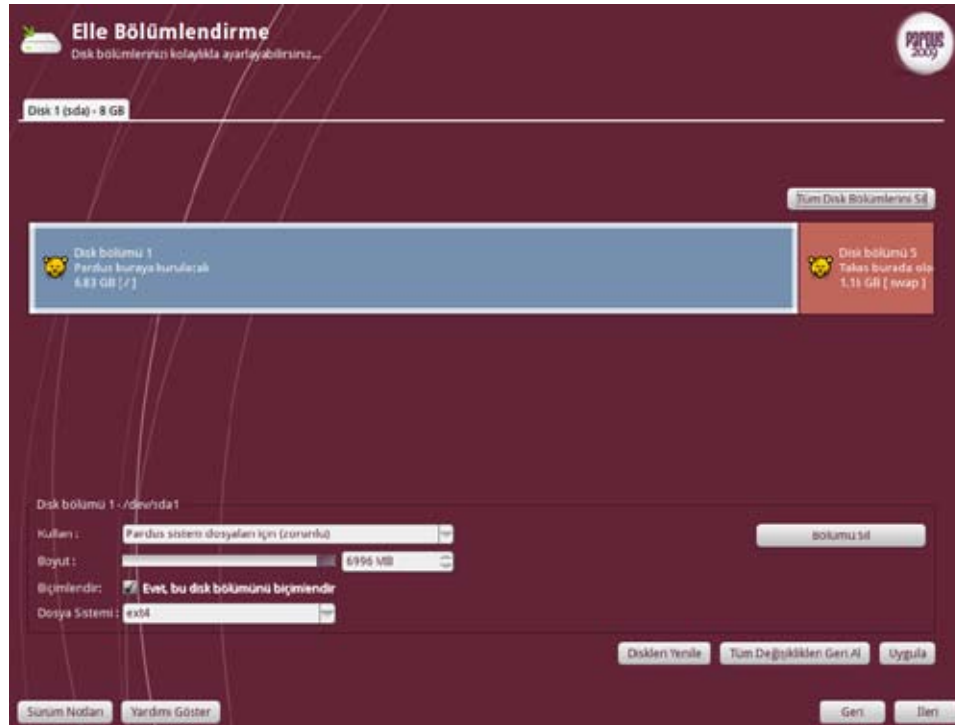 Elle Bölümlendirme
Disk bölümlerinizi kolaylıkla ayarlayabilirsiniz...
PARDUS
2009
Disk 1 (sda) - 8 GB
Tüm Disk Bölümlerini Sil
Disk bölümü 1
Pardus buraya kurulacak
6.83 GB [ / ]
Disk bölümü 5
Takas burada olo
GB [ swap ]
Disk bölümü 1 - /dev/sda1
Kullan :
Pardus sistem dosyaları için (zorunlu)
Bölümü Sil
Boyut :
6996 MB
Biçimlendir:
Evet, bu disk bölümünü biçimlendir
Dosya Sistemi :
ext4
Diskleri Yenile
Tüm Değişiklikleri Geri Al
Uygula
Sürüm Notları
Yardımı Göster
Geri
İleri